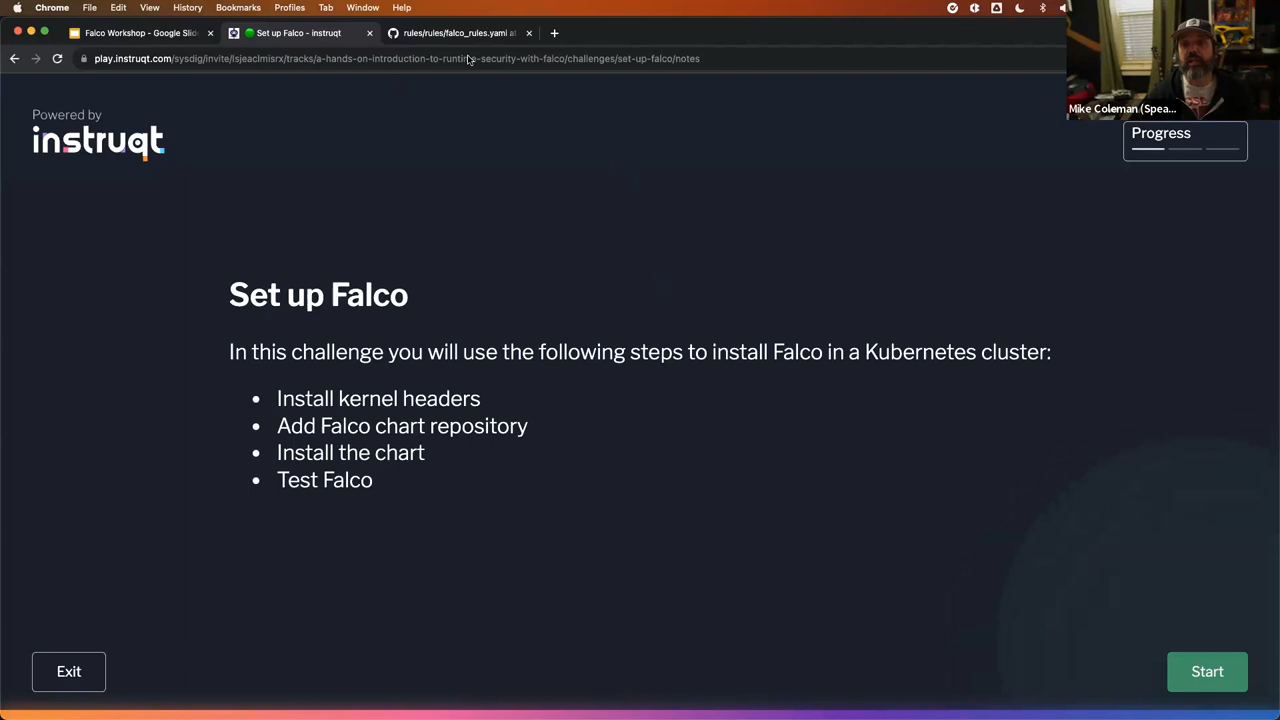 Chrome File Edit View History Bookmarks Profiles Tab Window Help
Falco Workshop - Google Slid
Set up Falco - instruqt
rules/rules/falco_rules.yaml at
play.instruqt.com/sysdig/invite/lsjeaclmisrx/tracks/a-hands-on-introduction-to-runtime-security-with-falco/challenges/set-up-falco/notes
Mike Coleman (Spea...
Powered by
instruqt
Progress
Set up Falco
In this challenge you will use the following steps to install Falco in a Kubernetes cluster:
• Install kernel headers
• Add Falco chart repository
• Install the chart
• Test Falco
Exit
Start